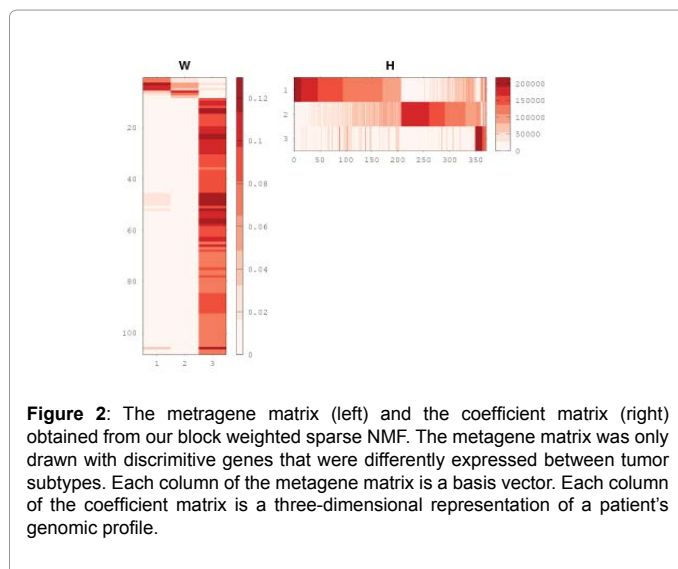 W
H
0.12
0.1
0.08
0.06
0.04
0.02
0
20
40
60
80
100
1 2 3
1
2
3
0 50 100 150 200 250 300 350
200000
150000
100000
50000
0
Figure 2: The metragene matrix (left) and the coefficient matrix (right)
obtained from our block weighted sparse NMF. The metagene matrix was only
drawn with discrimitive genes that were differently expressed between tumor
subtypes. Each column of the metagene matrix is a basis vector. Each column
of the coefficient matrix is a three-dimensional representation of a patient's
genomic profile.